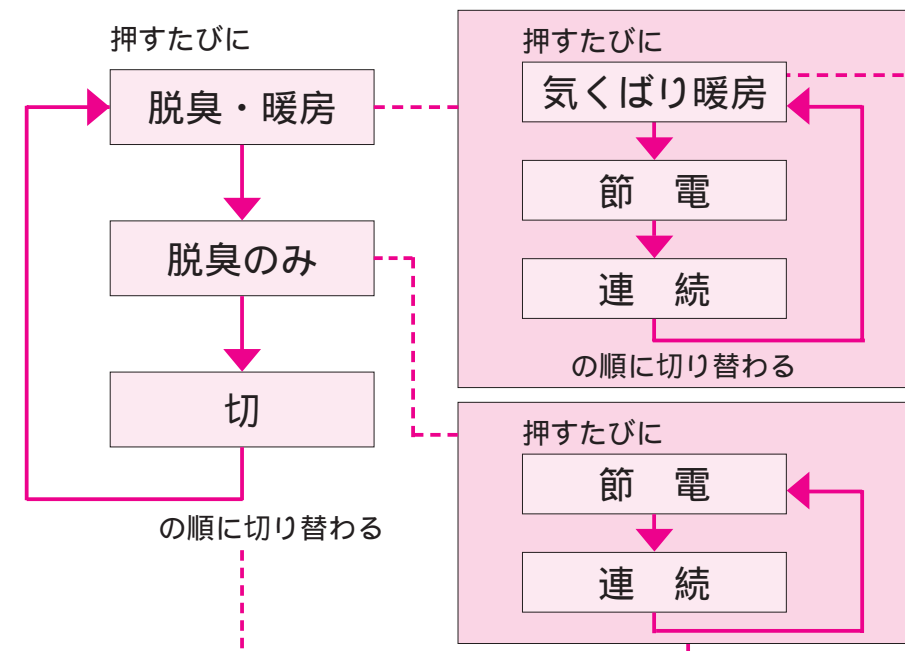 押すたびに
脱臭・暖房
脱臭のみ
切
の順に切り替わる
押すたびに
気くばり暖房
節　電
連　続
の順に切り替わる
押すたびに
節　電
連　続